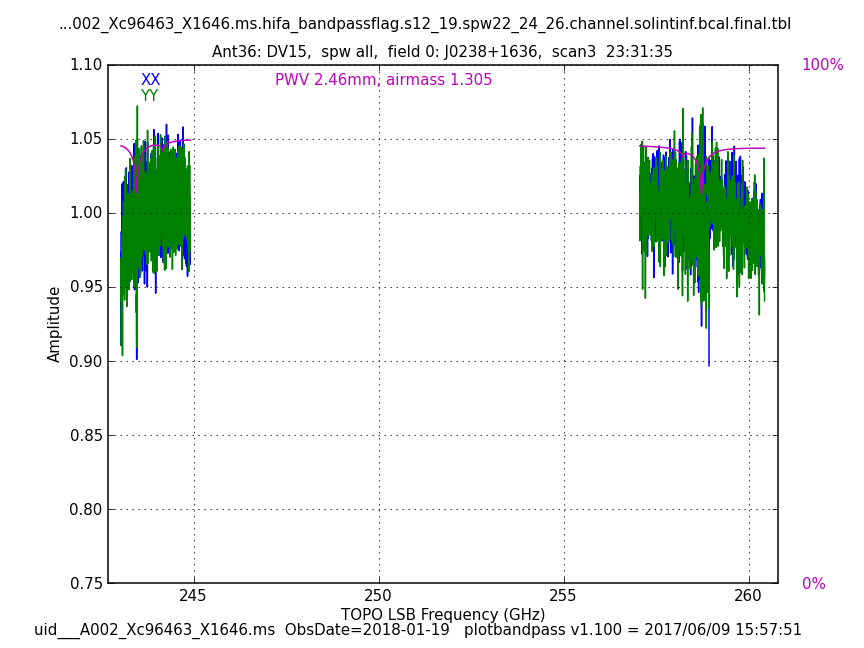 ...002_Xc96463_X1646.ms.hifa_bandpassflag.s12_19.spw22_24_26.channel.solintinf.bcal.final.tbl
Ant36: DV15,  spw all,  field 0: J0238+1636,  scan3  23:31:35
1.10
XX
PWV 2.46mm, airmass 1.305
100%
YY
1.05
1.00
0.95
Amplitude
0.90
0.85
0.80
0.75
0%
245
250
255
260
TOPO LSB Frequency (GHz)
uid___A002_Xc96463_X1646.ms  ObsDate=2018-01-19   plotbandpass v1.100 = 2017/06/09 15:57:51